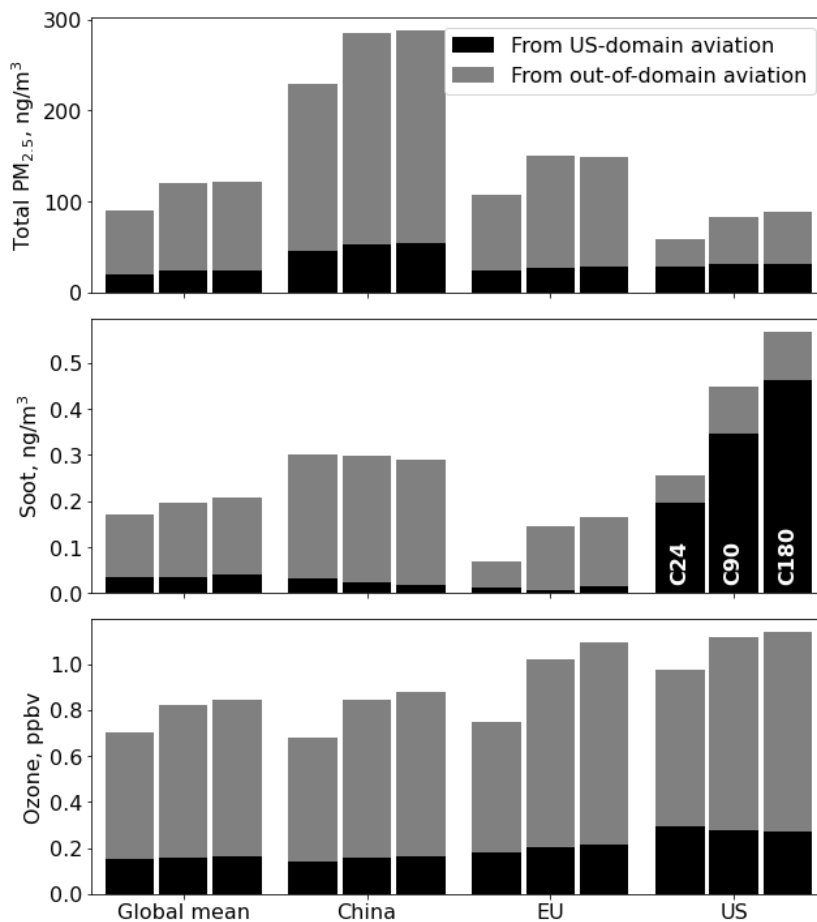 300
200
100
0
Total PM2.5, ng/m³
From US-domain aviation
From out-of-domain aviation
0.5
0.4
0.3
0.2
0.1
0.0
Soot, ng/m³
C24
C90
C180
1.0
0.8
0.6
0.4
0.2
0.0
Ozone, ppbv
Global mean
China
EU
US